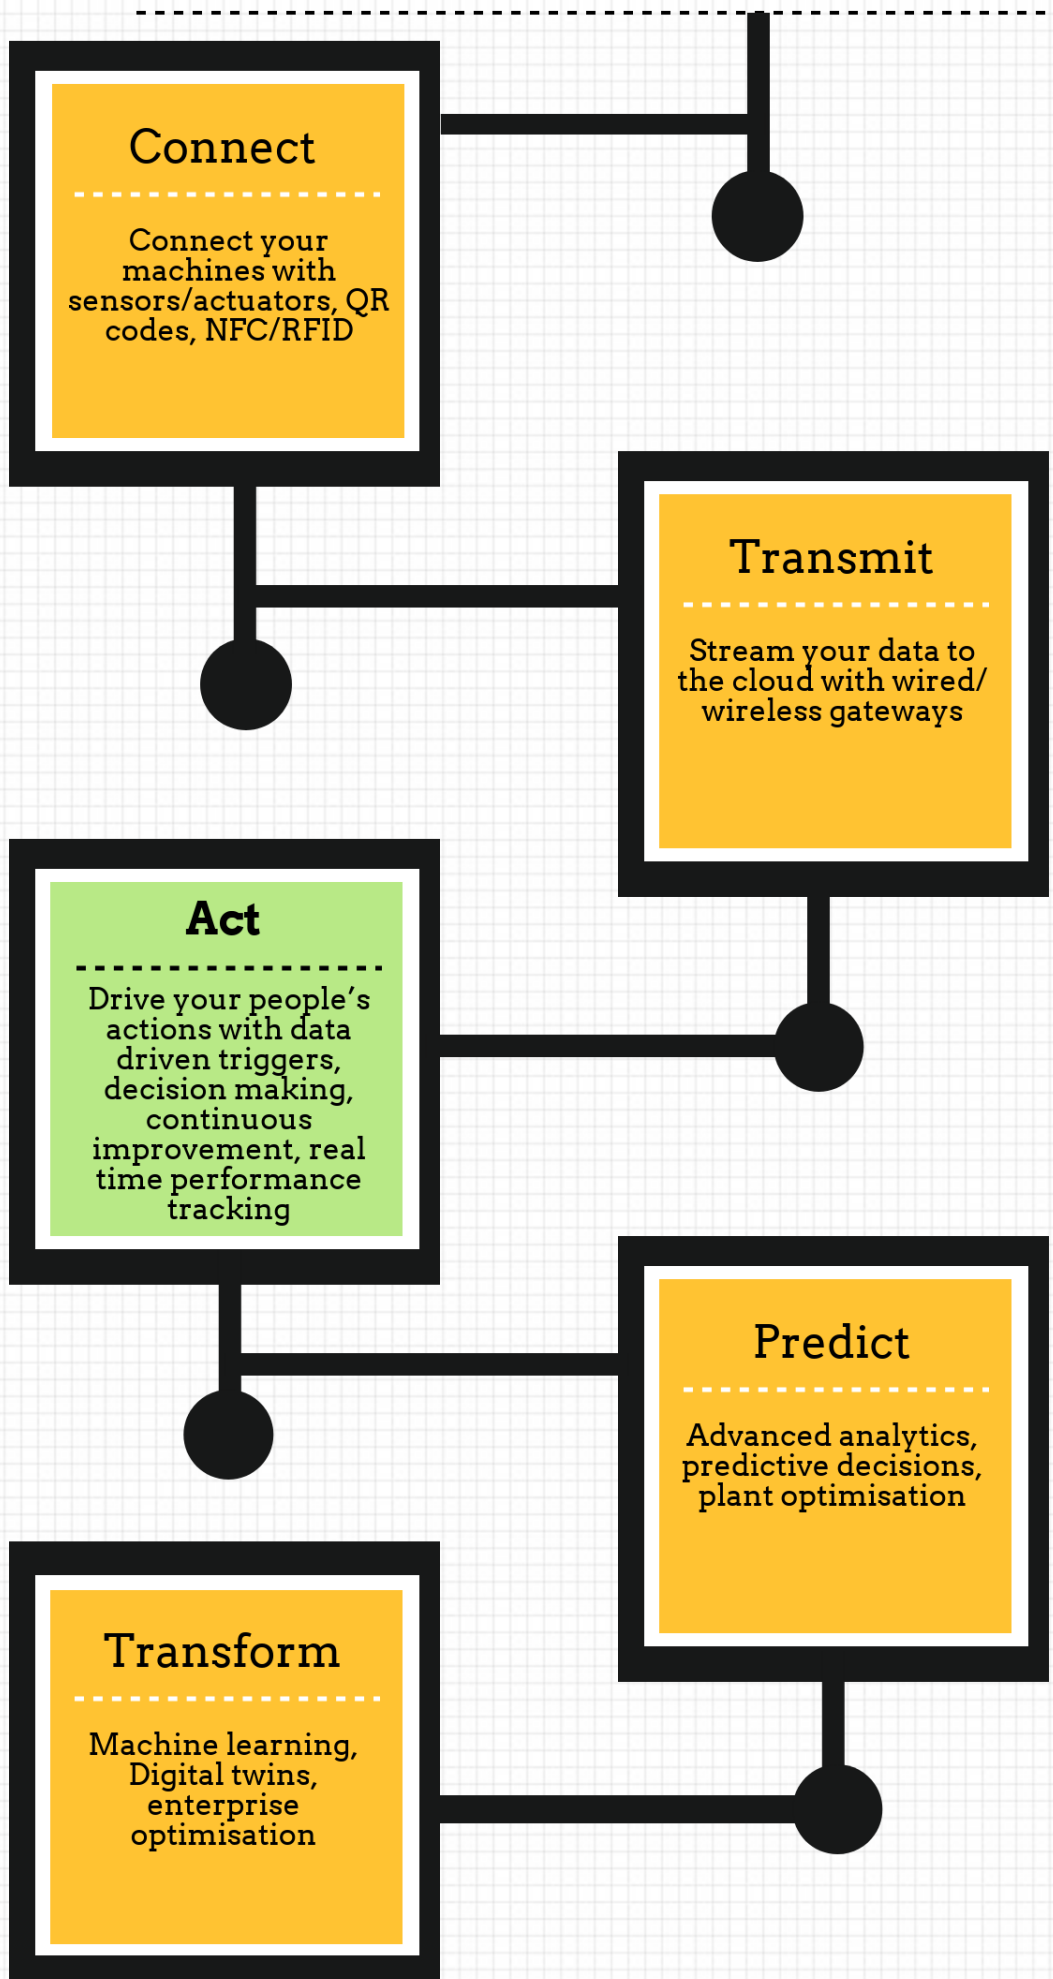 Connect
Connect your
machines with
sensors/actuators, QR
codes, NFC/RFID
Transmit
Stream your data to
the cloud with wired/
wireless gateways
Act
Drive your people’s
actions with data
driven triggers,
decision making,
continuous
improvement, real
time performance
tracking
Predict
Advanced analytics,
predictive decisions,
plant optimisation
Transform
Machine learning,
Digital twins,
enterprise
optimisation